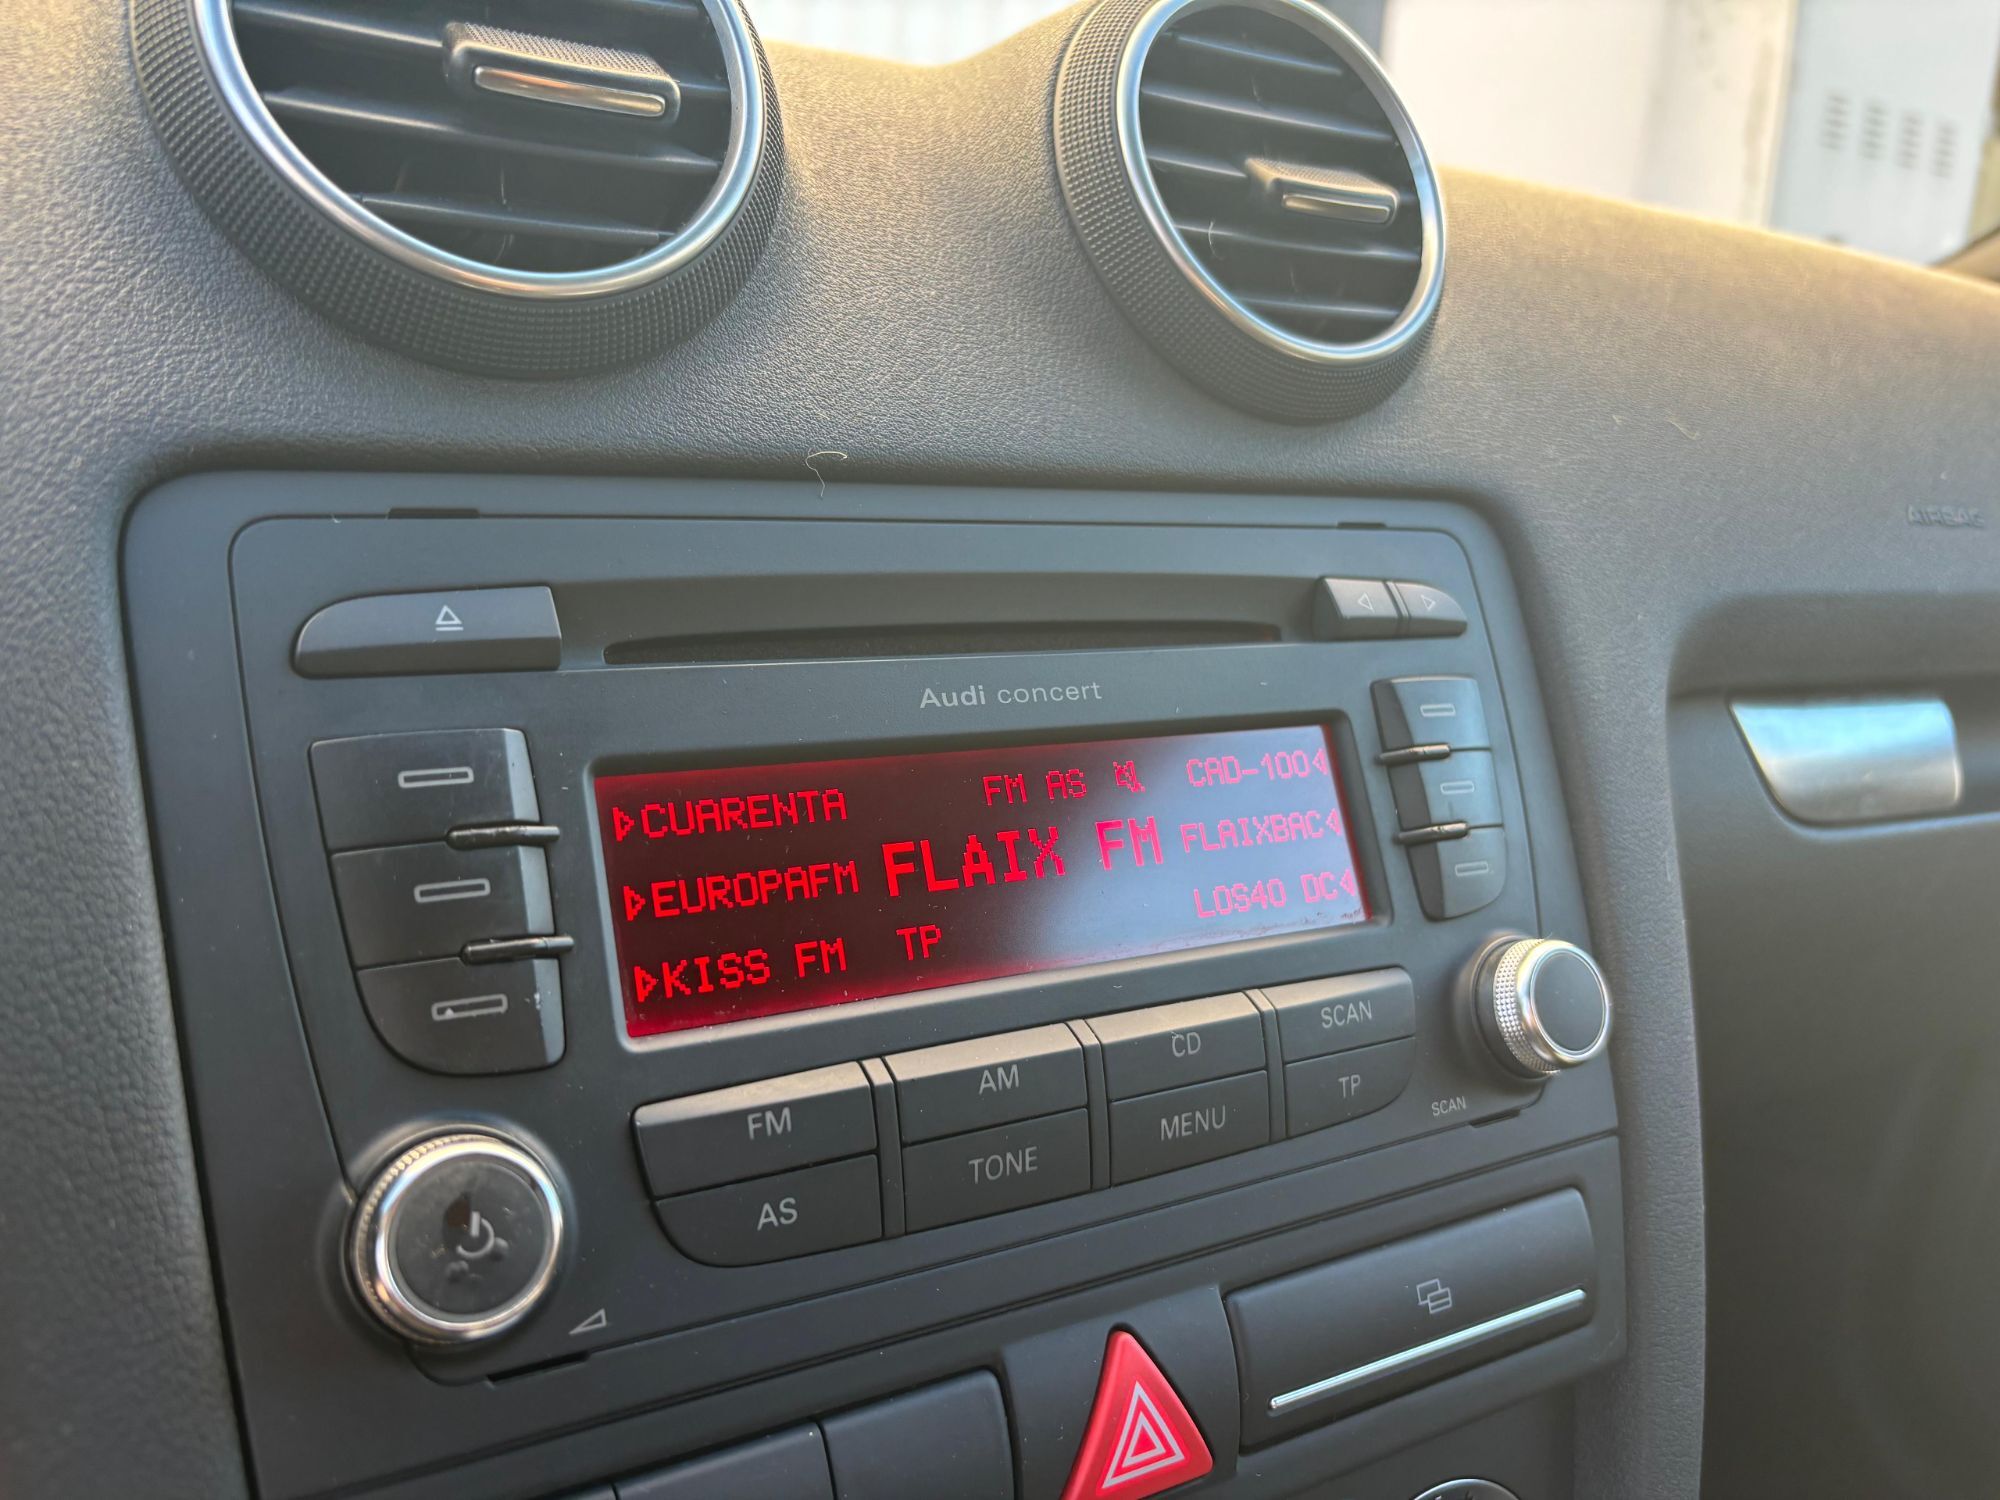 AIRBAG
Audi concert
CUARENTA FM AS CAD-100
EUROPAFM FLAIX FM FLAIXBAC
KISS FM TP LOS40 DC
FM AM CD SCAN
AS TONE MENU TP
SCAN